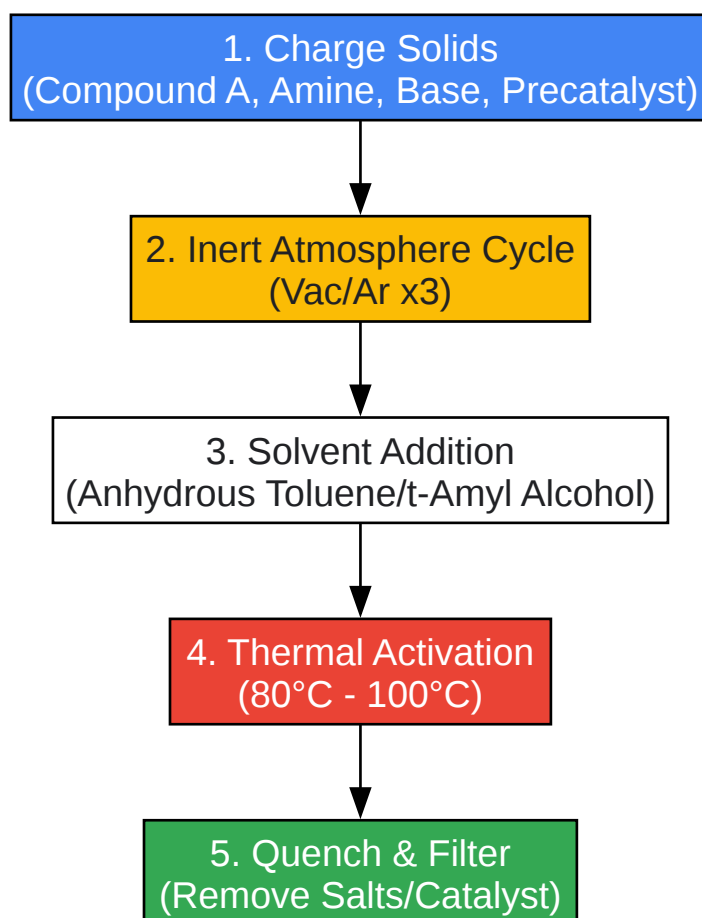 1. Charge Solids
(Compound A, Amine, Base, Precatalyst)
2. Inert Atmosphere Cycle
(Vac/Ar x3)
3. Solvent Addition
(Anhydrous Toluene/t-Amyl Alcohol)
4. Thermal Activation
(80°C - 100°C)
5. Quench & Filter
(Remove Salts/Catalyst)